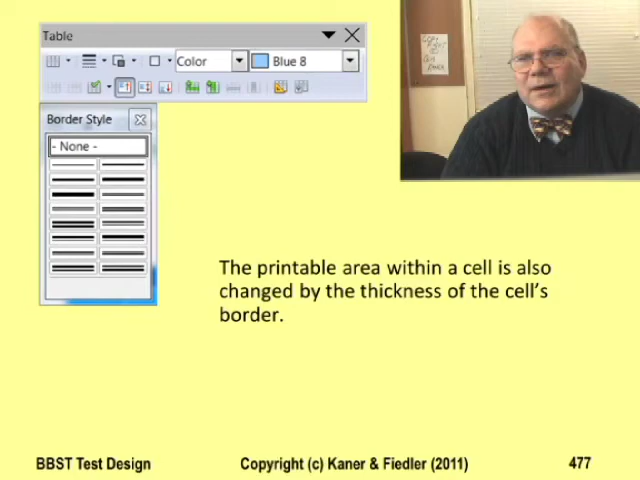 Table
Color
Blue 8
Border Style
- None -
The printable area within a cell is also
changed by the thickness of the cell's
border.
BBST Test Design
Copyright (c) Kaner & Fiedler (2011)
477